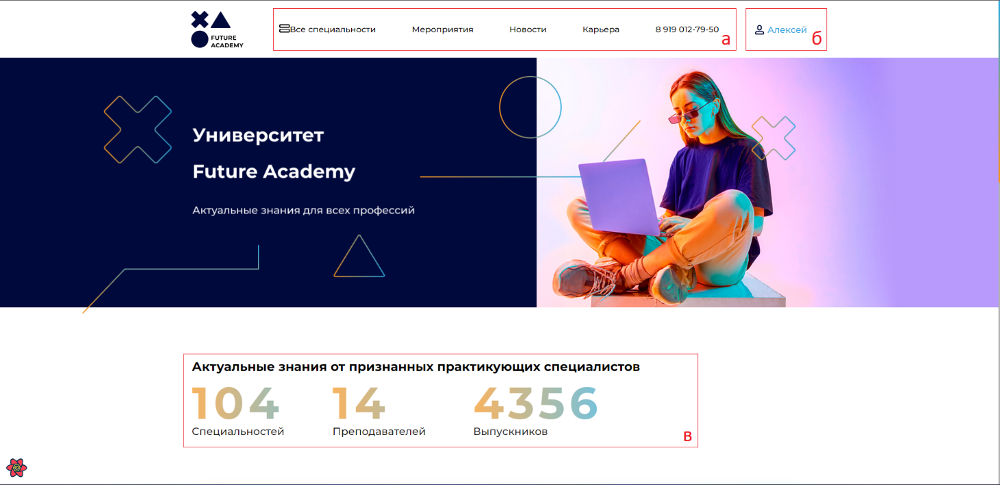 Все специальности Мероприятия Новости Карьера 8 919 012-79-50 а
Алексей б
FUTURE
ACADEMY
Университет
Future Academy
Актуальные знания для всех профессий
Актуальные знания от признанных практикующих специалистов
104 14 4356
Специальностей Преподавателей Выпускников
в